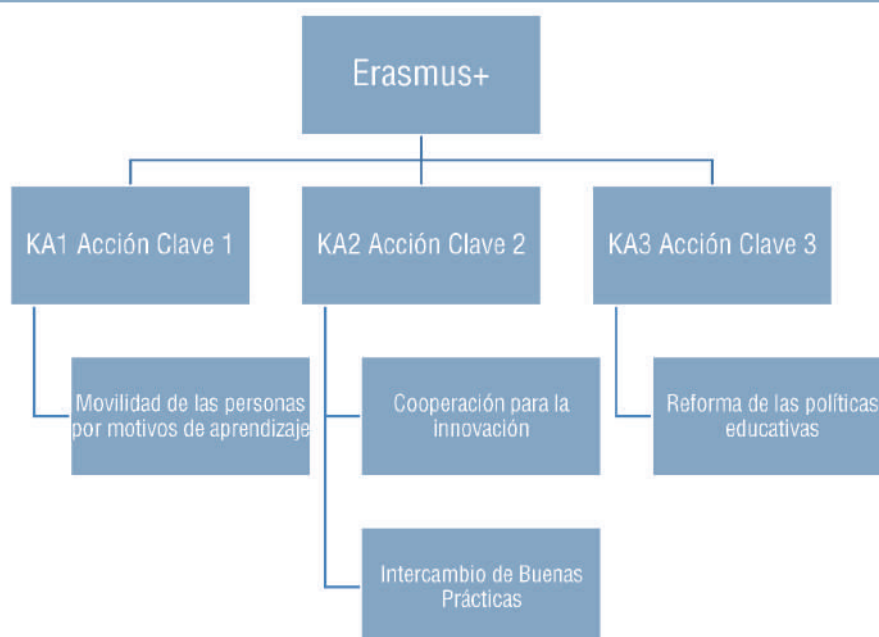 Erasmus+
KA1 Acción Clave 1
KA2 Acción Clave 2
KA3 Acción Clave 3
Movilidad de las personas
por motivos de aprendizaje
Cooperación para la
innovación
Reforma de las políticas
educativas
Intercambio de Buenas
Prácticas